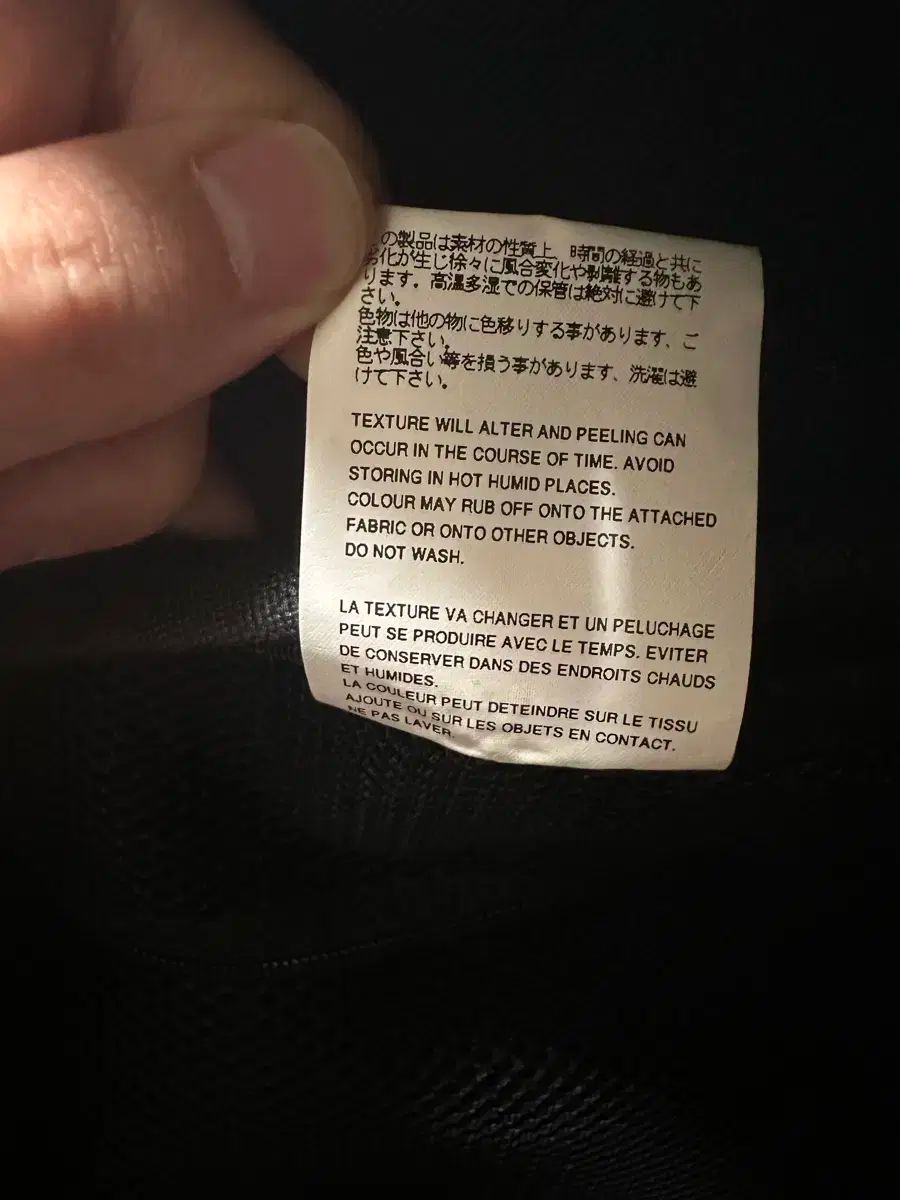 の製品は素材の性質上、時間の経過と共に
劣化が生じ徐々に風合変化や剥離する物もあ
ります。高温多湿での保管は絶対に避けて下
さい。
色物は他の物に色移りする事があります、ご
注意下さい。
色や風合い等を損う事があります、洗濯は避
けて下さい。
TEXTURE WILL ALTER AND PEELING CAN
OCCUR IN THE COURSE OF TIME. AVOID
STORING IN HOT HUMID PLACES.
COLOUR MAY RUB OFF ONTO THE ATTACHED
FABRIC OR ONTO OTHER OBJECTS.
DO NOT WASH.
LA TEXTURE VA CHANGER ET UN PELUCHAGE
PEUT SE PRODUIRE AVEC LE TEMPS. EVITER
DE CONSERVER DANS DES ENDROITS CHAUDS
ET HUMIDES.
LA COULEUR PEUT DETEINDRE SUR LE TISSU
AJOUTE OU SUR LES OBJETS EN CONTACT.
NE PAS LAVER.